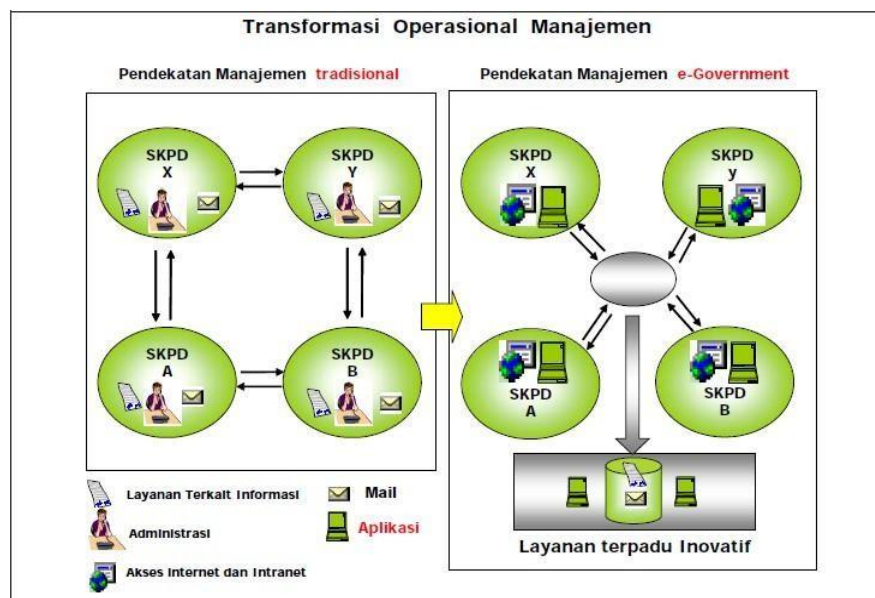 Transformasi Operasional Manajemen
Pendekatan Manajemen tradisional
Pendekatan Manajemen e-Government
SKPD
X
SKPD
Y
SKPD
A
SKPD
B
SKPD
X
SKPD
y
SKPD
A
SKPD
B
Layanan terpadu Inovatif
Layanan Terkait Informasi
Mail
Administrasi
Aplikasi
Akses Internet dan Intranet